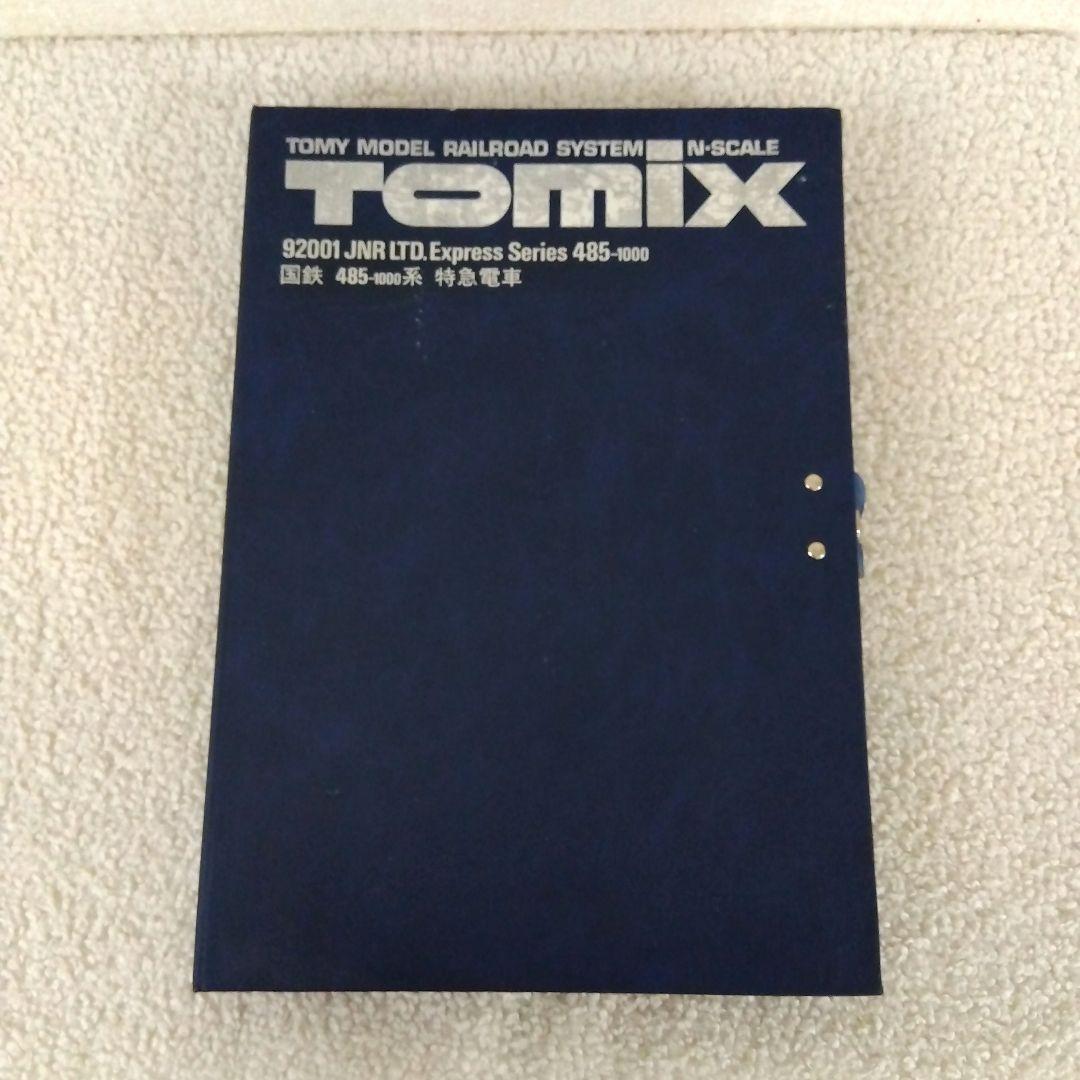 TOMY MODEL RAILROAD SYSTEM N-SCALE
TOMIX
92001 JNR LTD. Express Series 485-1000
国鉄 485-1000系 特急電車